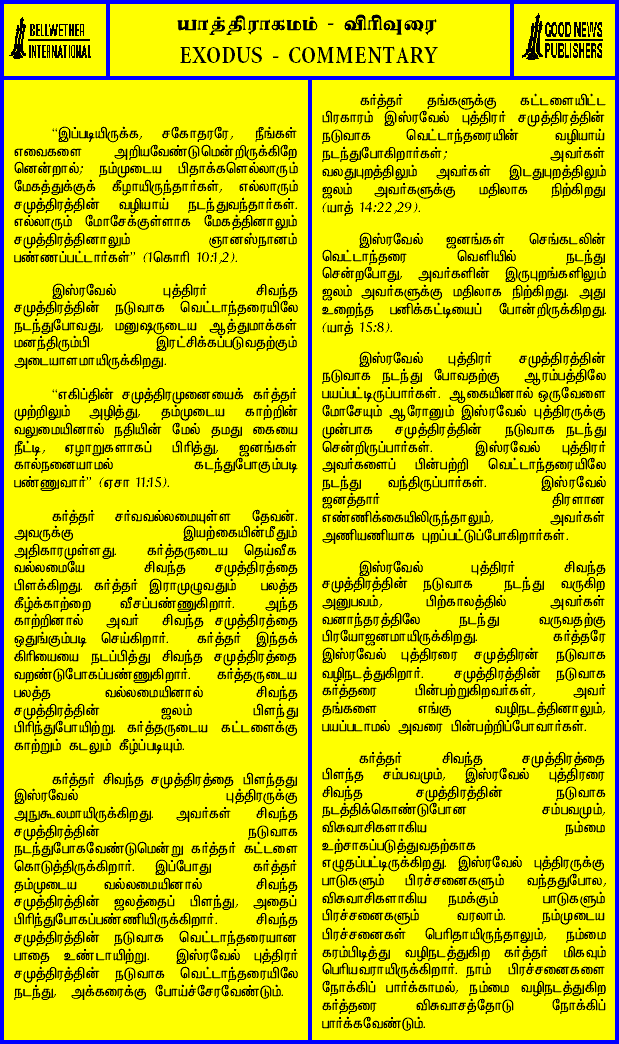 BELLWETHER
INTERNATIONAL
யாத்திராகமம் - விரிவுரை
EXODUS - COMMENTARY
GOOD NEWS
PUBLISHERS
“இப்படியிருக்க, சகோதரரே, நீங்கள்
எவைகளை அறியவேண்டுமென்றிருக்கிறே
னென்றால்; நம்முடைய பிதாக்களெல்லாரும்
மேகத்துக்குக் கீழாயிருந்தார்கள், எல்லாரும்
சமுத்திரத்தின் வழியாய் நடந்துவந்தார்கள்.
எல்லாரும் மோசேக்குள்ளாக மேகத்தினாலும்
சமுத்திரத்தினாலும் ஞானஸ்நானம்
பண்ணப்பட்டார்கள்” (1கொரி 10:1,2).
இஸ்ரவேல் புத்திரர் சிவந்த
சமுத்திரத்தின் நடுவாக வெட்டாந்தரையிலே
நடந்துபோவது, மனுஷருடைய ஆத்துமாக்கள்
மனந்திரும்பி இரட்சிக்கப்படுவதற்கும்
அடையாளமாயிருக்கிறது.
“எகிப்தின் சமுத்திரமுனையைக் கர்த்தர்
முற்றிலும் அழித்து, தம்முடைய காற்றின்
வலுமையினால் நதியின் மேல் தமது கையை
நீட்டி, ஏழாறுகளாகப் பிரித்து, ஜனங்கள்
கால்நனையாமல் கடந்துபோகும்படி
பண்ணுவார்” (ஏசா 11:15).
கர்த்தர் சர்வவல்லமையுள்ள தேவன்.
அவருக்கு இயற்கையின்மீதும்
அதிகாரமுள்ளது. கர்த்தருடைய தெய்வீக
வல்லமையே சிவந்த சமுத்திரத்தை
பிளக்கிறது. கர்த்தர் இராமுழுவதும் பலத்த
கீழ்க்காற்றை வீசப்பண்ணுகிறார். அந்த
காற்றினால் அவர் சிவந்த சமுத்திரத்தை
ஒதுங்கும்படி செய்கிறார். கர்த்தர் இந்தக்
கிரியையை நடப்பித்து சிவந்த சமுத்திரத்தை
வறண்டுபோகப்பண்ணுகிறார். கர்த்தருடைய
பலத்த வல்லமையினால் சிவந்த
சமுத்திரத்தின் ஜலம் பிளந்து
பிரிந்துபோயிற்று. கர்த்தருடைய கட்டளைக்கு
காற்றும் கடலும் கீழ்ப்படியும்.
கர்த்தர் சிவந்த சமுத்திரத்தை பிளந்தது
இஸ்ரவேல் புத்திரருக்கு
அநுகூலமாயிருக்கிறது. அவர்கள் சிவந்த
சமுத்திரத்தின் நடுவாக
நடந்துபோகவேண்டுமென்று கர்த்தர் கட்டளை
கொடுத்திருக்கிறார். இப்போது கர்த்தர்
தம்முடைய வல்லமையினால் சிவந்த
சமுத்திரத்தின் ஜலத்தைப் பிளந்து, அதைப்
பிரிந்துபோகப்பண்ணியிருக்கிறார். சிவந்த
சமுத்திரத்தின் நடுவாக வெட்டாந்தரையான
பாதை உண்டாயிற்று. இஸ்ரவேல் புத்திரர்
சமுத்திரத்தின் நடுவாக வெட்டாந்தரையிலே
நடந்து, அக்கரைக்கு போய்ச்சேரவேண்டும்.
கர்த்தர் தங்களுக்கு கட்டளையிட்ட
பிரகாரம் இஸ்ரவேல் புத்திரர் சமுத்திரத்தின்
நடுவாக வெட்டாந்தரையின் வழியாய்
நடந்துபோகிறார்கள்; அவர்கள்
வலதுபுறத்திலும் அவர்கள் இடதுபுறத்திலும்
ஜலம் அவர்களுக்கு மதிலாக நிற்கிறது
(யாத் 14:22,29).
இஸ்ரவேல் ஜனங்கள் செங்கடலின்
வெட்டாந்தரை வெளியில் நடந்து
சென்றபோது, அவர்களின் இருபுறங்களிலும்
ஜலம் அவர்களுக்கு மதிலாக நிற்கிறது. அது
உறைந்த பனிக்கட்டியைப் போன்றிருக்கிறது.
(யாத் 15:8).
இஸ்ரவேல் புத்திரர் சமுத்திரத்தின்
நடுவாக நடந்து போவதற்கு ஆரம்பத்திலே
பயப்பட்டிருப்பார்கள். ஆகையினால் ஒருவேளை
மோசேயும் ஆரோனும் இஸ்ரவேல் புத்திரருக்கு
முன்பாக சமுத்திரத்தின் நடுவாக நடந்து
சென்றிருப்பார்கள். இஸ்ரவேல் புத்திரர்
அவர்களைப் பின்பற்றி வெட்டாந்தரையிலே
நடந்து வந்திருப்பார்கள். இஸ்ரவேல்
ஜனத்தார் திரளான
எண்ணிக்கையிலிருந்தாலும், அவர்கள்
அணியணியாக புறப்பட்டுப்போகிறார்கள்.
இஸ்ரவேல் புத்திரர் சிவந்த
சமுத்திரத்தின் நடுவாக நடந்து வருகிற
அனுபவம், பிற்காலத்தில் அவர்கள்
வனாந்தரத்திலே நடந்து வருவதற்கு
பிரயோஜனமாயிருக்கிறது. கர்த்தரே
இஸ்ரவேல் புத்திரரை சமுத்திரன் நடுவாக
வழிநடத்துகிறார். சமுத்திரத்தின் நடுவாக
கர்த்தரை பின்பற்றுகிறவர்கள், அவர்
தங்களை எங்கு வழிநடத்தினாலும்,
பயப்படாமல் அவரை பின்பற்றிப்போவார்கள்.
கர்த்தர் சிவந்த சமுத்திரத்தை
பிளந்த சம்பவமும், இஸ்ரவேல் புத்திரரை
சிவந்த சமுத்திரத்தின் நடுவாக
நடத்திக்கொண்டுபோன சம்பவமும்,
விசுவாசிகளாகிய நம்மை
உற்சாகப்படுத்துவதற்காக
எழுதப்பட்டிருக்கிறது. இஸ்ரவேல் புத்திரருக்கு
பாடுகளும் பிரச்சனைகளும் வந்ததுபோல,
விசுவாசிகளாகிய நமக்கும் பாடுகளும்
பிரச்சனைகளும் வரலாம். நம்முடைய
பிரச்சனைகள் பெரிதாயிருந்தாலும், நம்மை
கரம்பிடித்து வழிநடத்துகிற கர்த்தர் மிகவும்
பெரியவராயிருக்கிறார். நாம் பிரச்சனைகளை
நோக்கிப் பார்க்காமல், நம்மை வழிநடத்துகிற
கர்த்தரை விசுவாசத்தோடு நோக்கிப்
பார்க்கவேண்டும்.